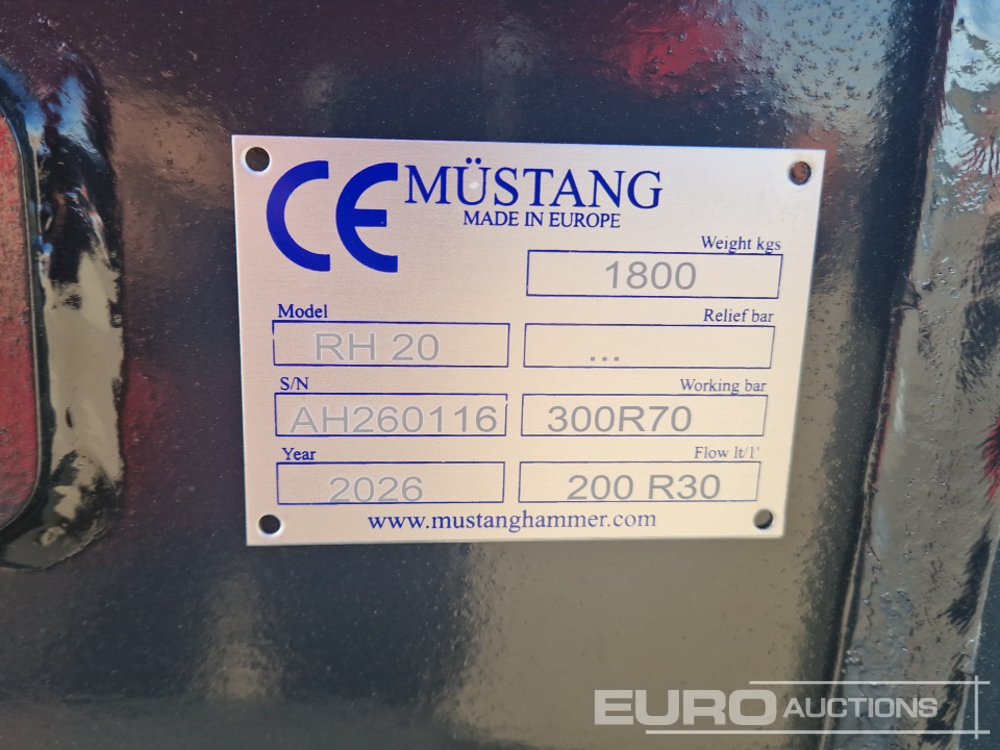 CE MÜSTANG
MADE IN EUROPE
Weight kgs
1800
Model
RH 20
Relief bar
...
S/N
AH260116
Working bar
300R70
Year
2026
Flow lt/1'
200 R30
www.mustanghammer.com
EURO AUCTIONS